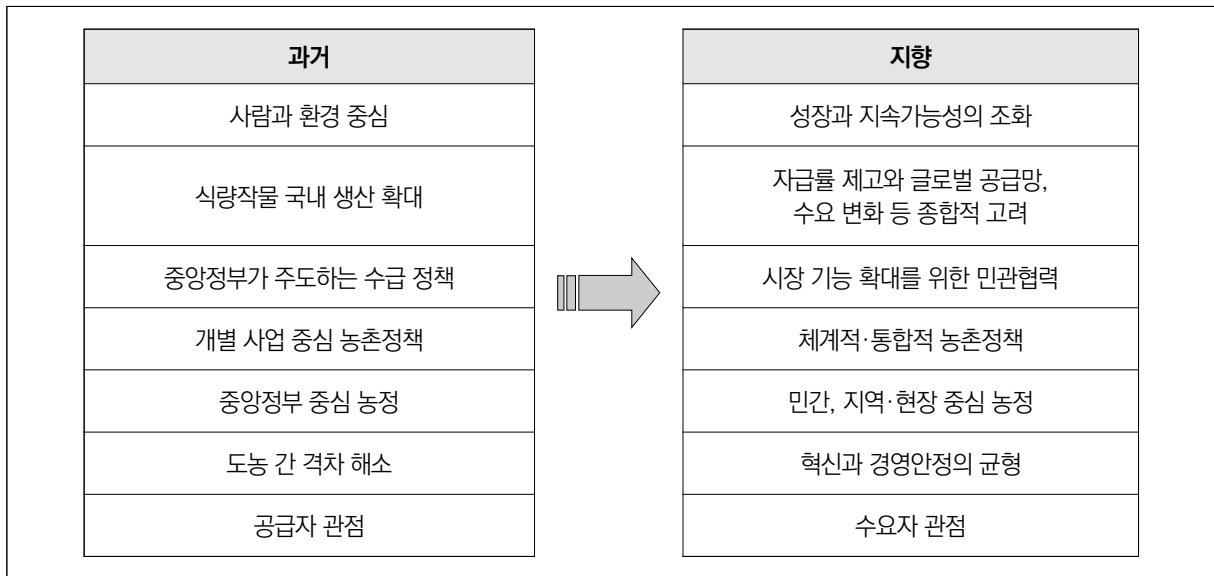 과거
사람과 환경 중심
식량작물 국내 생산 확대
중앙정부가 주도하는 수급 정책
개별 사업 중심 농촌정책
중앙정부 중심 농정
도농 간 격차 해소
공급자 관점
지향
성장과 지속가능성의 조화
자급률 제고와 글로벌 공급망,
수요 변화 등 종합적 고려
시장 기능 확대를 위한 민관협력
체계적·통합적 농촌정책
민간, 지역·현장 중심 농정
혁신과 경영안정의 균형
수요자 관점